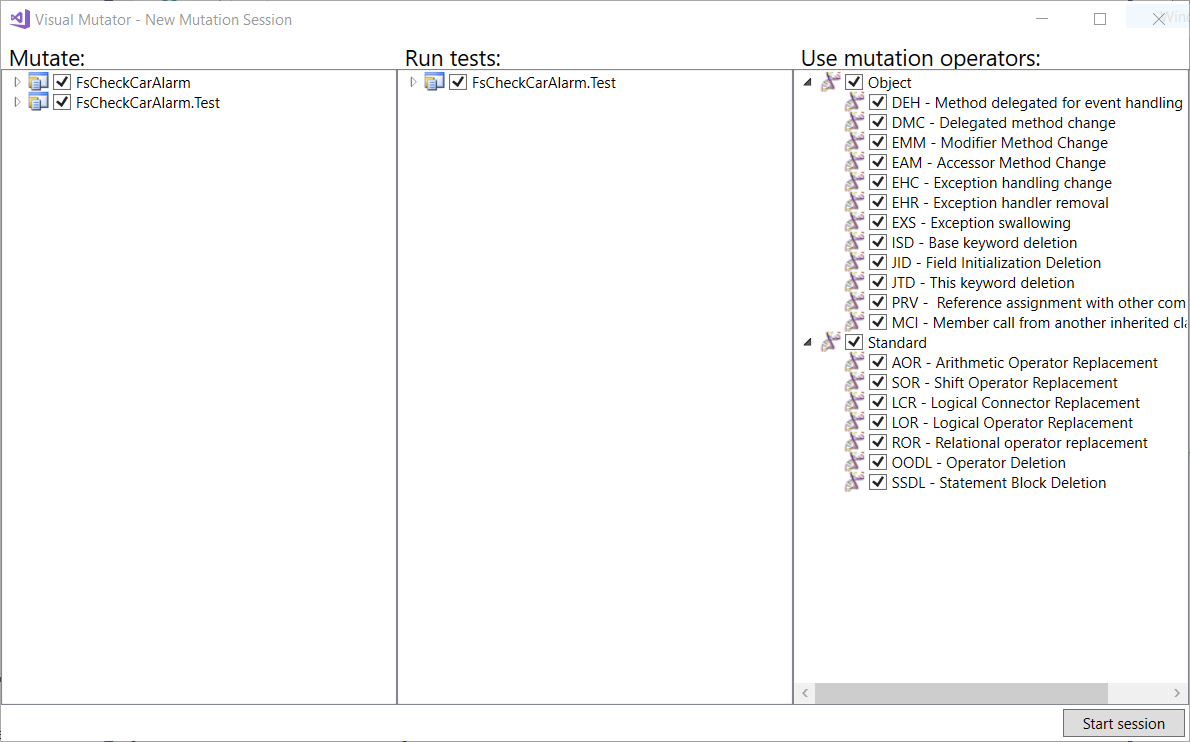 Visual Mutator - New Mutation Session
Mutate:
FsCheckCarAlarm
FsCheckCarAlarm.Test
Run tests:
FsCheckCarAlarm.Test
Use mutation operators:
Object
DEH - Method delegated for event handling
DMC - Delegated method change
EMM - Modifier Method Change
EAM - Accessor Method Change
EHC - Exception handling change
EHR - Exception handler removal
EXS - Exception swallowing
ISD - Base keyword deletion
JID - Field Initialization Deletion
JTD - This keyword deletion
PRV -  Reference assignment with other com
MCI - Member call from another inherited cla
Standard
AOR - Arithmetic Operator Replacement
SOR - Shift Operator Replacement
LCR - Logical Connector Replacement
LOR - Logical Operator Replacement
ROR - Relational operator replacement
OODL - Operator Deletion
SSDL - Statement Block Deletion
Start session